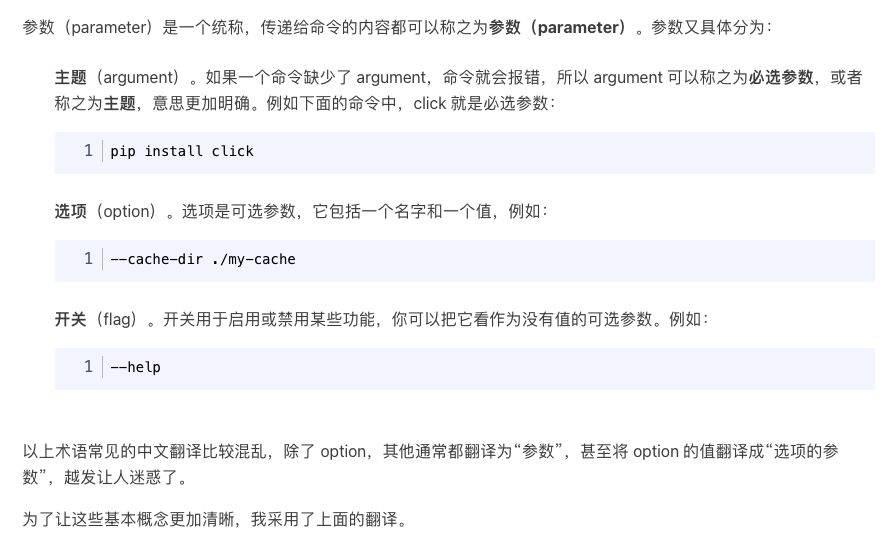 参数（parameter）是一个统称，传递给命令的内容都可以称之为参数（parameter）。参数又具体分为：
主题（argument）。如果一个命令缺少了 argument，命令就会报错，所以 argument 可以称之为必选参数，或者
称之为主题，意思更加明确。例如下面的命令中，click 就是必选参数：
1 pip install click
选项（option）。选项是可选参数，它包括一个名字和一个值，例如：
1 --cache-dir ./my-cache
开关（flag）。开关用于启用或禁用某些功能，你可以把它看作为没有值的可选参数。例如：
1 --help
以上术语常见的中文翻译比较混乱，除了 option，其他通常都翻译为“参数”，甚至将 option 的值翻译成“选项的参
数”，越发让人迷惑了。
为了让这些基本概念更加清晰，我采用了上面的翻译。